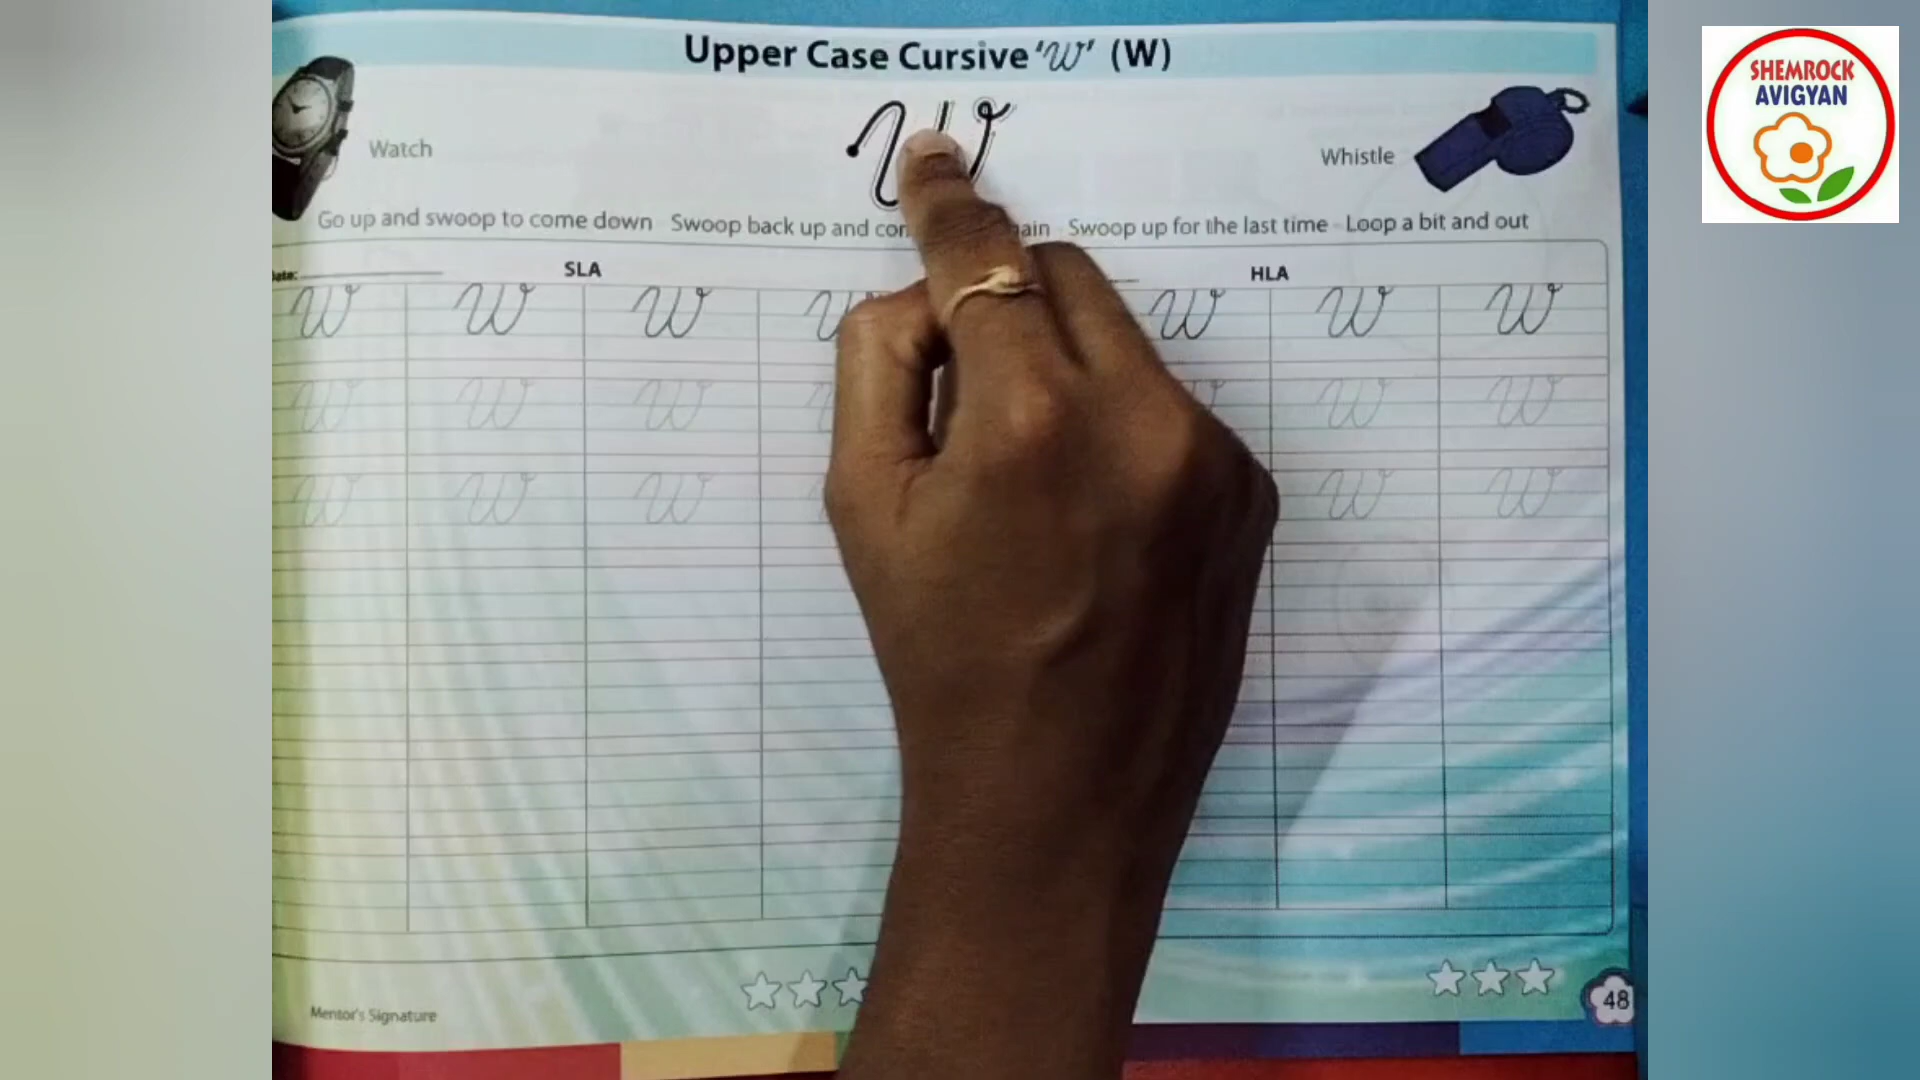 Upper Case Cursive 'W' (W)
SHEMROCK
AVIGYAN
Watch
W
Whistle
Go up and swoop to come down Swoop back up and Swoop up for the last time Loop a bit and out
SLA
HLA
W W W W W W
W W W W W
W W W W W
Mentor's Signature
48